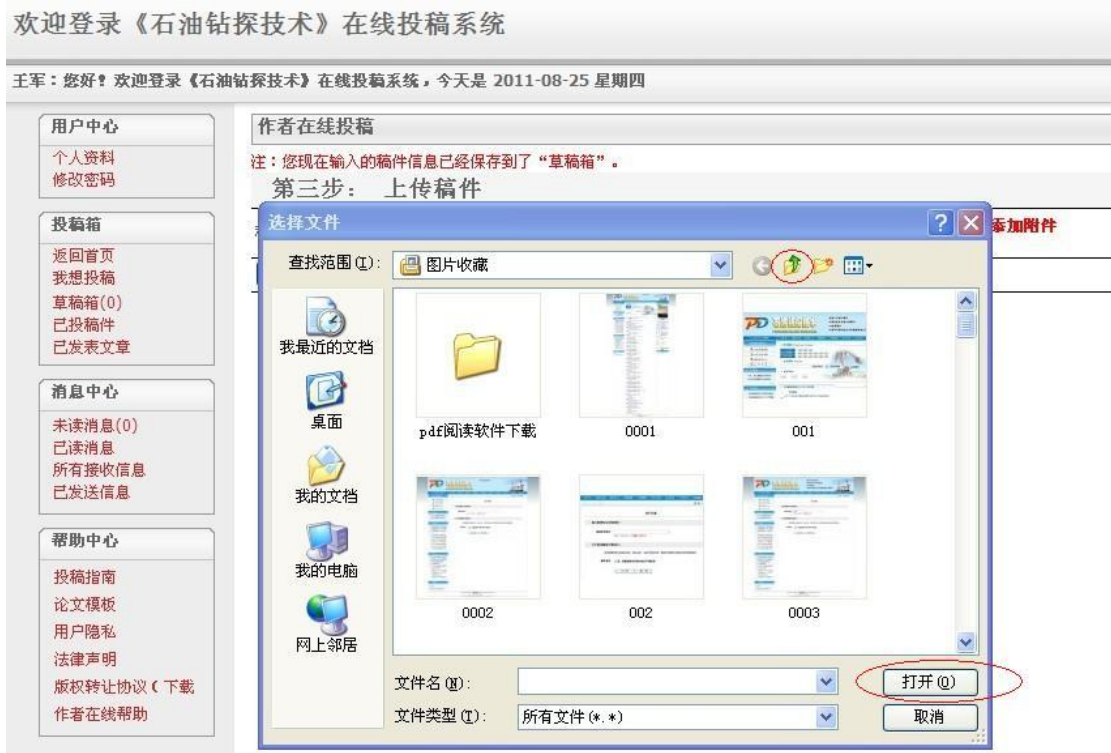 欢迎登录《石油钻探技术》在线投稿系统
王军：您好！欢迎登录《石油钻探技术》在线投稿系统，今天是 2011-08-25 星期四
用户中心
个人资料
修改密码
投稿箱
返回首页
我想投稿
草稿箱(0)
已投稿件
已发表文章
消息中心
未读消息(0)
已读消息
所有接收信息
已发送信息
帮助中心
投稿指南
论文模板
用户隐私
法律声明
版权转让协议（下载
作者在线帮助
作者在线投稿
注：您现在输入的稿件信息已经保存到了“草稿箱”。
第三步： 上传稿件
添加附件
选择文件
查找范围(I)： 图片收藏
我最近的文档
桌面
我的文档
我的电脑
网上邻居
pdf阅读软件下载 0001 001
0002 002 0003
文件名(N)： 打开(O)
文件类型(T)： 所有文件(*.*) 取消